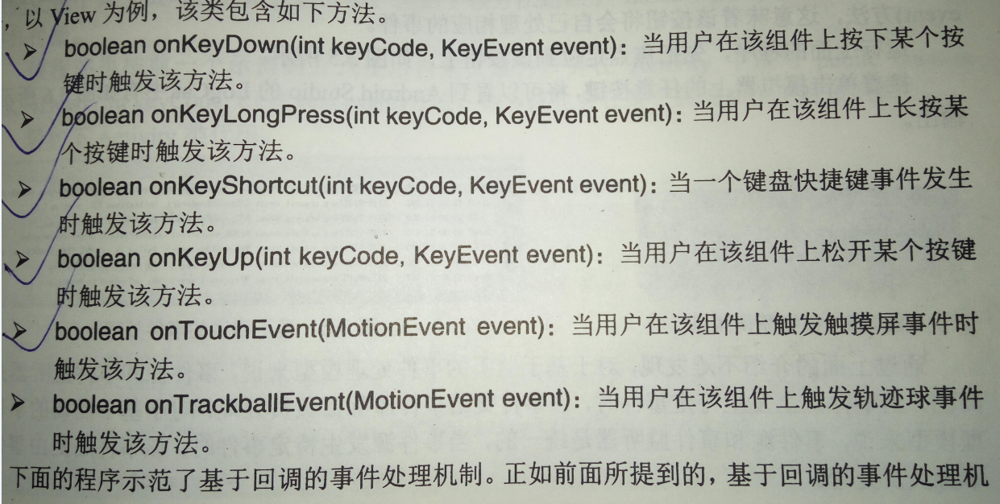 ，以 View 为例，该类包含如下方法。
➢ boolean onKeyDown(int keyCode, KeyEvent event)：当用户在该组件上按下某个按
键时触发该方法。
➢ boolean onKeyLongPress(int keyCode, KeyEvent event)：当用户在该组件上长按某
个按键时触发该方法。
➢ boolean onKeyShortcut(int keyCode, KeyEvent event)：当一个键盘快捷键事件发生
时触发该方法。
➢ boolean onKeyUp(int keyCode, KeyEvent event)：当用户在该组件上松开某个按键
时触发该方法。
➢ boolean onTouchEvent(MotionEvent event)：当用户在该组件上触发触摸屏事件时
触发该方法。
➢ boolean onTrackballEvent(MotionEvent event)：当用户在该组件上触发轨迹球事件
时触发该方法。
下面的程序示范了基于回调的事件处理机制。正如前面所提到的，基于回调的事件处理机